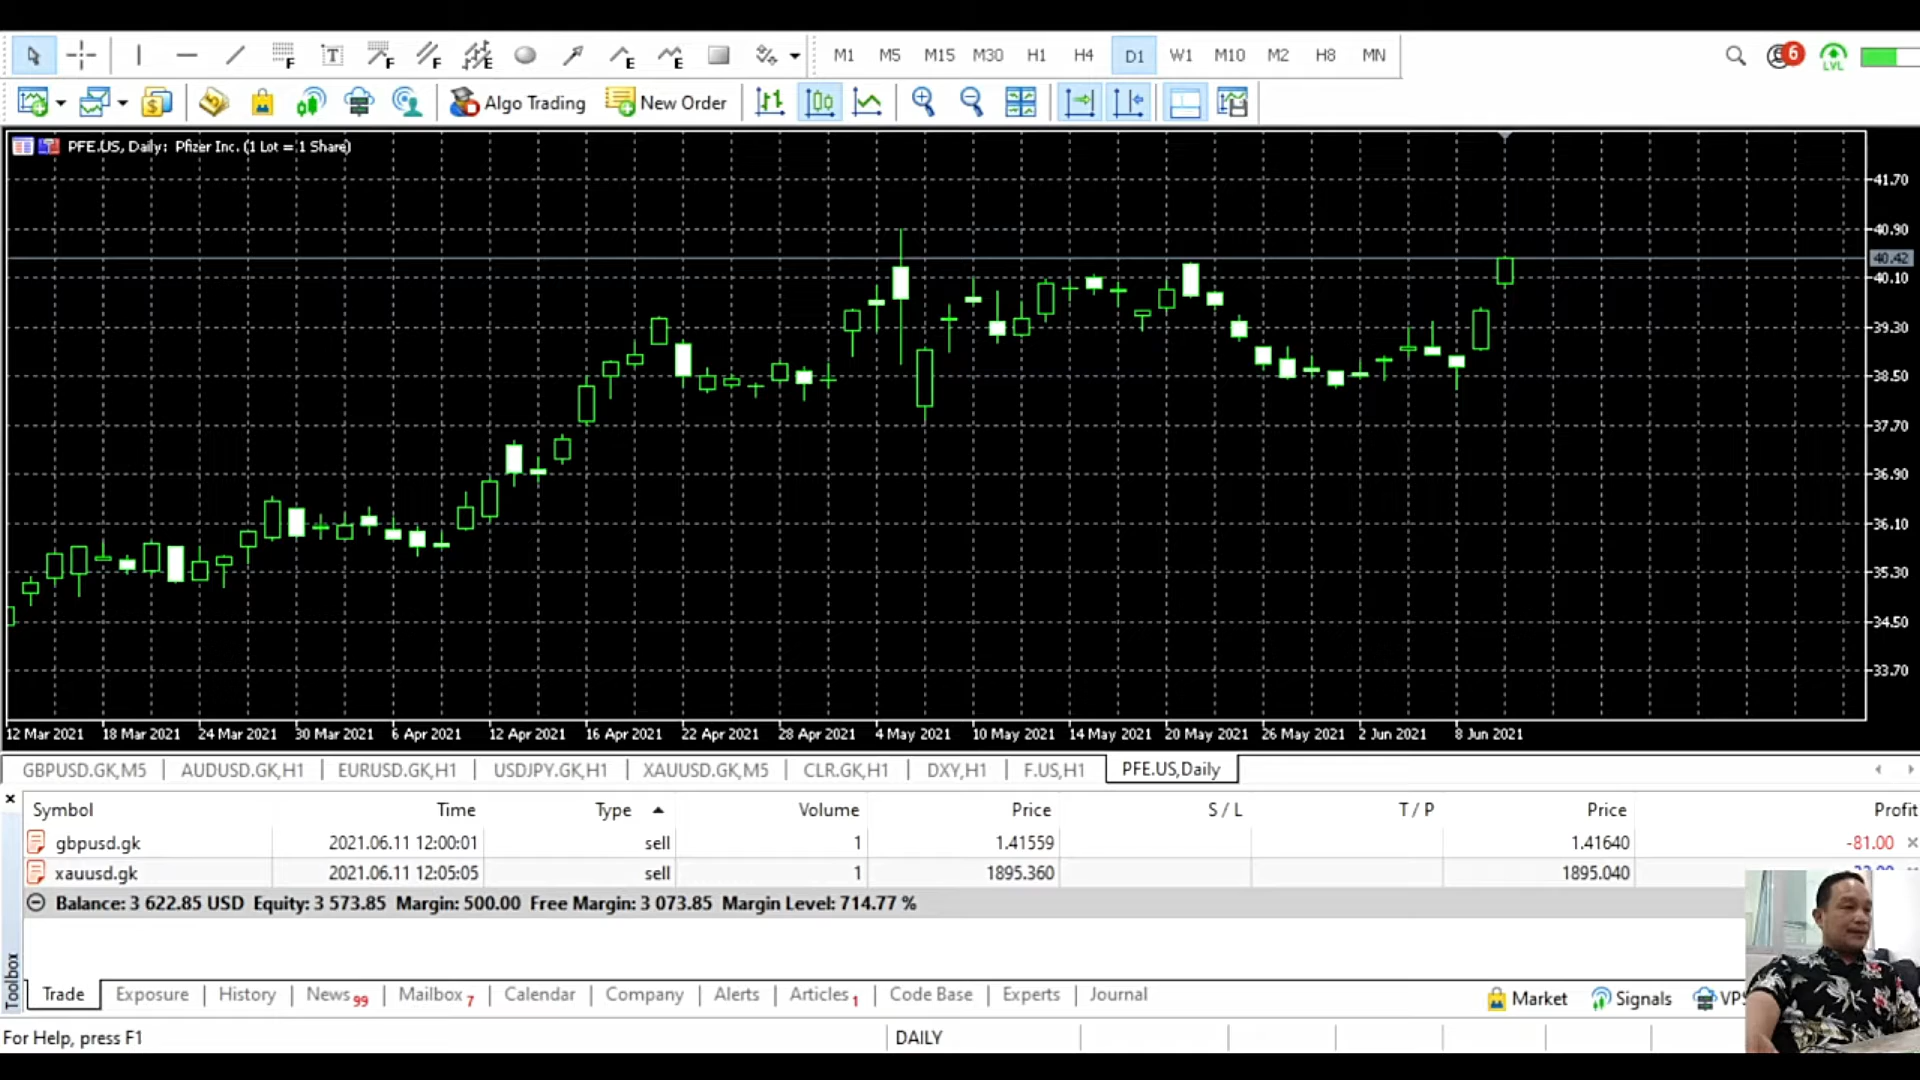 F T F F E E E M1 M5 M15 M30 H1 H4 D1 W1 M10 M2 H8 MN 6 LVL
$ Algo Trading New Order
PFE.US, Daily: Pfizer Inc. (1 Lot = 1 Share)
41.70
40.90
40.42
40.10
39.30
38.50
37.70
36.90
36.10
35.30
34.50
33.70
12 Mar 2021 18 Mar 2021 24 Mar 2021 30 Mar 2021 6 Apr 2021 12 Apr 2021 16 Apr 2021 22 Apr 2021 28 Apr 2021 4 May 2021 10 May 2021 14 May 2021 20 May 2021 26 May 2021 2 Jun 2021 8 Jun 2021
GBPUSD.GK,M5 AUDUSD.GK,H1 EURUSD.GK,H1 USDJPY.GK,H1 XAUUSD.GK,M5 CLR.GK,H1 DXY,H1 F.US,H1 PFE.US,Daily
Symbol Time Type Volume Price S / L T / P Price Profit
gbpusd.gk 2021.06.11 12:00:01 sell 1 1.41559 1.41640 -81.00
xauusd.gk 2021.06.11 12:05:05 sell 1 1895.360 1895.040
Balance: 3 622.85 USD Equity: 3 573.85 Margin: 500.00 Free Margin: 3 073.85 Margin Level: 714.77 %
Toolbox
Trade Exposure History News 99 Mailbox 7 Calendar Company Alerts Articles 1 Code Base Experts Journal Market Signals VPS
For Help, press F1 DAILY